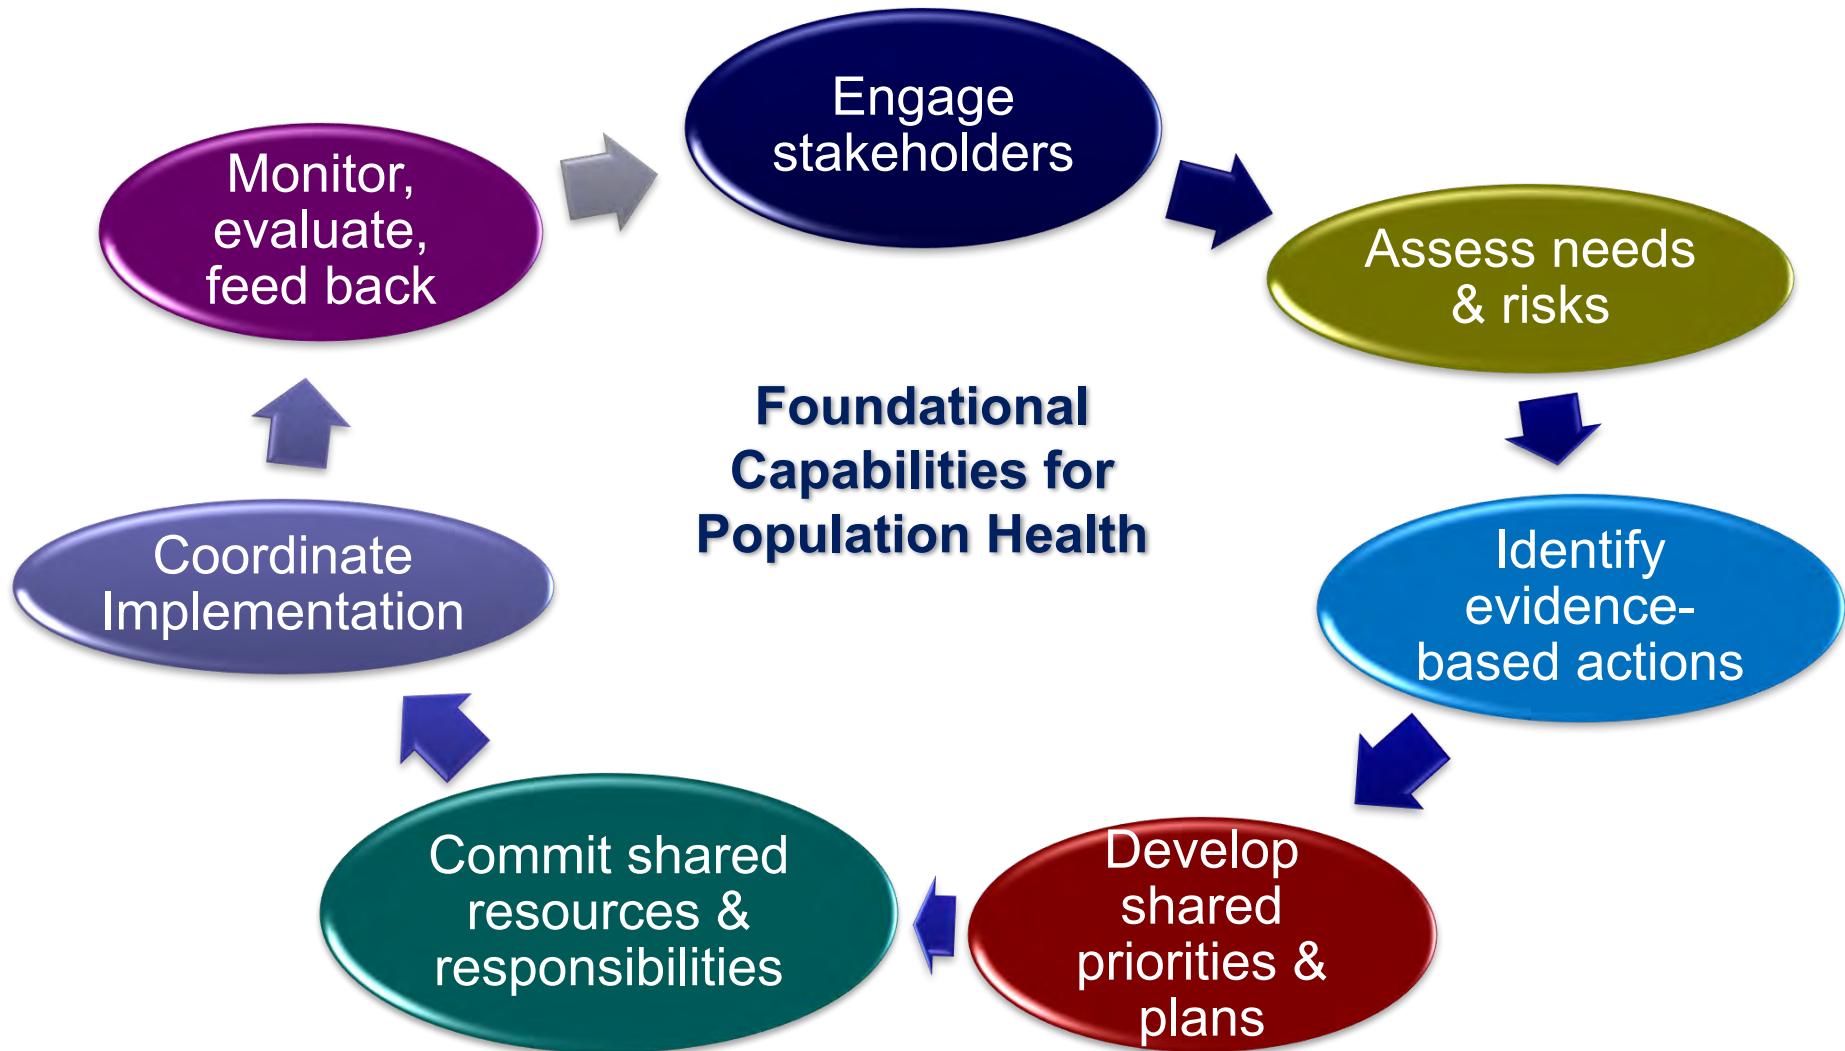 Engage
stakeholders
Assess needs
& risks
Identify
evidence-
based actions
Develop
shared
priorities &
plans
Commit shared
resources &
responsibilities
Coordinate
Implementation
Monitor,
evaluate,
feed back
Foundational
Capabilities for
Population Health